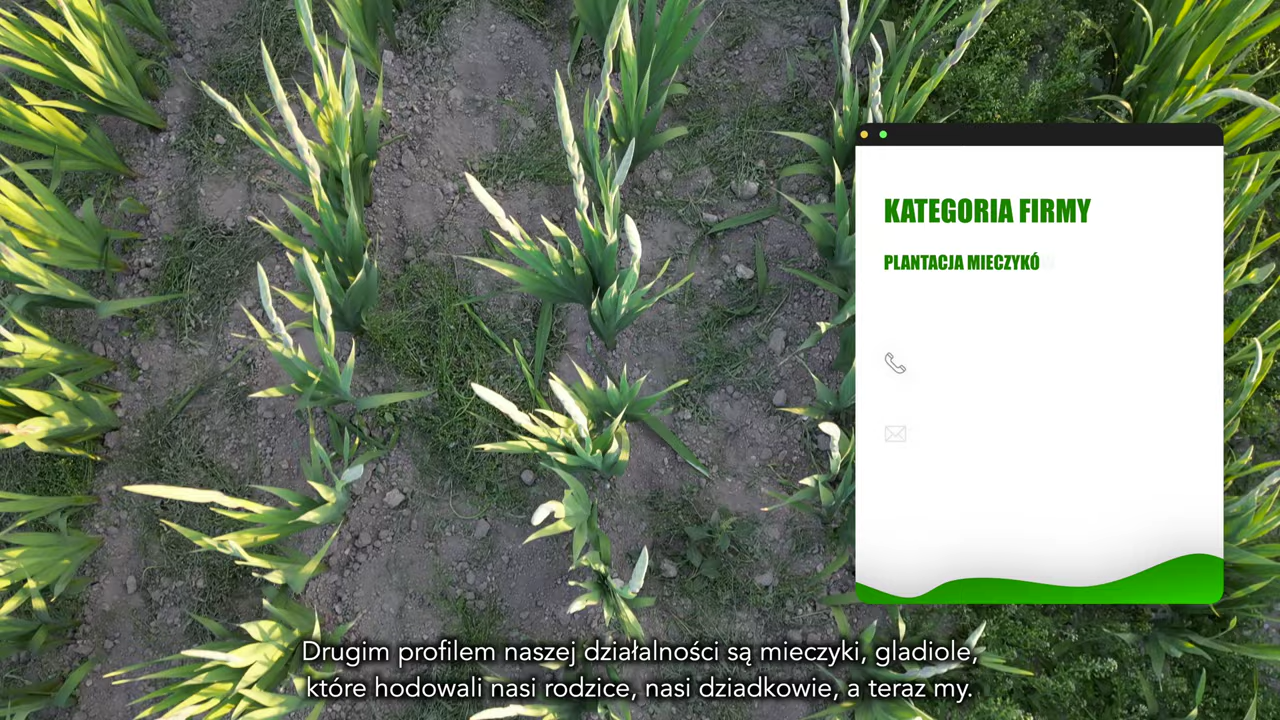 KATEGORIA FIRMY
PLANTACJA MIECZYKÓ
Drugim profilem naszej działalności są mieczyki, gladiole,
które hodowali nasi rodzice, nasi dziadkowie, a teraz my.